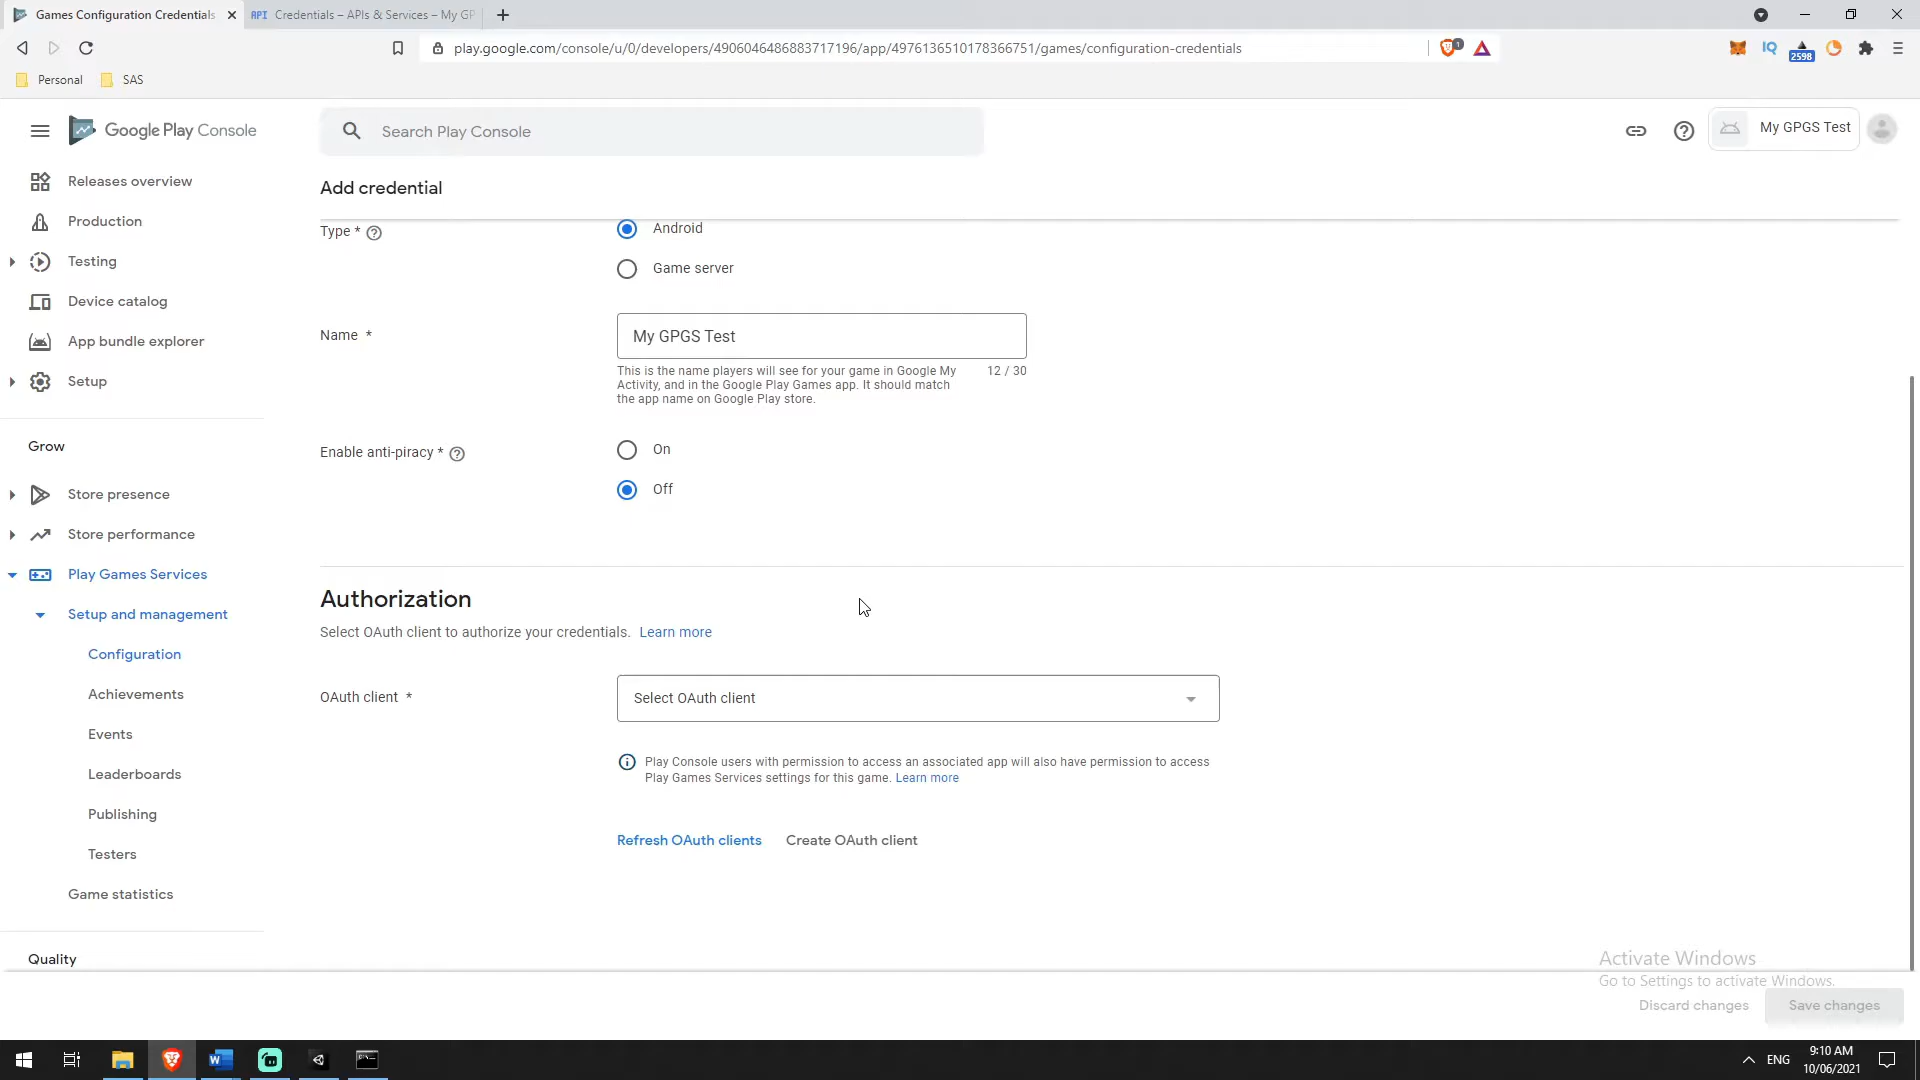 Games Configuration Credentials
API Credentials – APIs & Services – My GP
play.google.com/console/u/0/developers/4906046486883717196/app/4976136510178366751/games/configuration-credentials
1
IQ
2598
Personal
SAS
Google Play Console
Search Play Console
My GPGS Test
Releases overview
Production
Testing
Device catalog
App bundle explorer
Setup
Grow
Store presence
Store performance
Play Games Services
Setup and management
Configuration
Achievements
Events
Leaderboards
Publishing
Testers
Game statistics
Quality
Add credential
Type *
Android
Game server
Name *
My GPGS Test
This is the name players will see for your game in Google My
Activity, and in the Google Play Games app. It should match
the app name on Google Play store.
12 / 30
Enable anti-piracy *
On
Off
Authorization
Select OAuth client to authorize your credentials. Learn more
OAuth client *
Select OAuth client
Play Console users with permission to access an associated app will also have permission to access
Play Games Services settings for this game. Learn more
Refresh OAuth clients
Create OAuth client
Activate Windows
Go to Settings to activate Windows.
Discard changes
Save changes
ENG
9:10 AM
10/06/2021